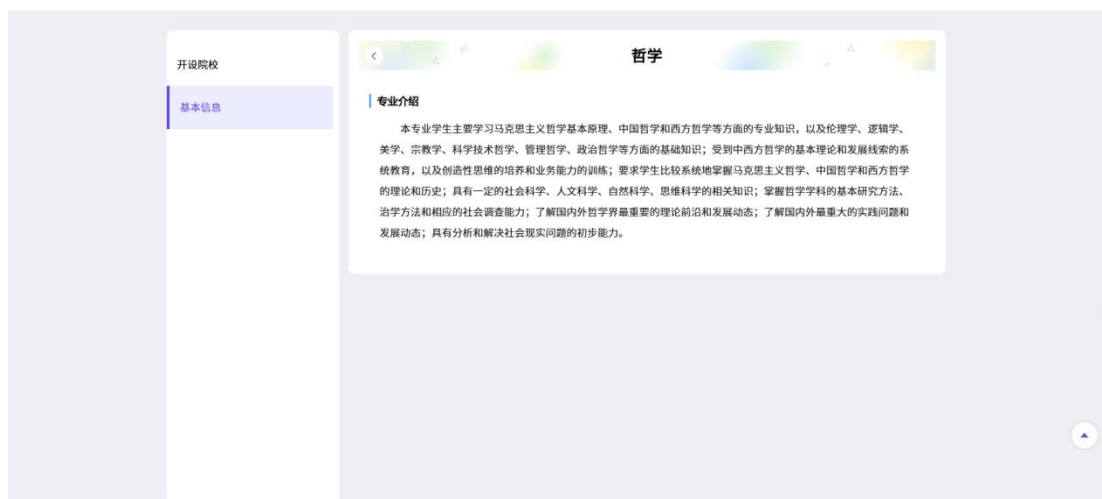 开设院校
基本信息
哲学
专业介绍
本专业学生主要学习马克思主义哲学基本原理、中国哲学和西方哲学等方面的专业知识，以及伦理学、逻辑学、
美学、宗教学、科学技术哲学、管理哲学、政治哲学等方面的基础知识；受到中西方哲学的基本理论和发展线索的系
统教育，以及创造性思维的培养和业务能力的训练；要求学生比较系统地掌握马克思主义哲学、中国哲学和西方哲学
的理论和历史；具有一定的社会科学、人文科学、自然科学、思维科学的相关知识；掌握哲学学科的基本研究方法、
治学方法和相应的社会调查能力；了解国内外哲学界最重要的理论前沿和发展动态；了解国内外最重大的实践问题和
发展动态；具有分析和解决社会现实问题的初步能力。